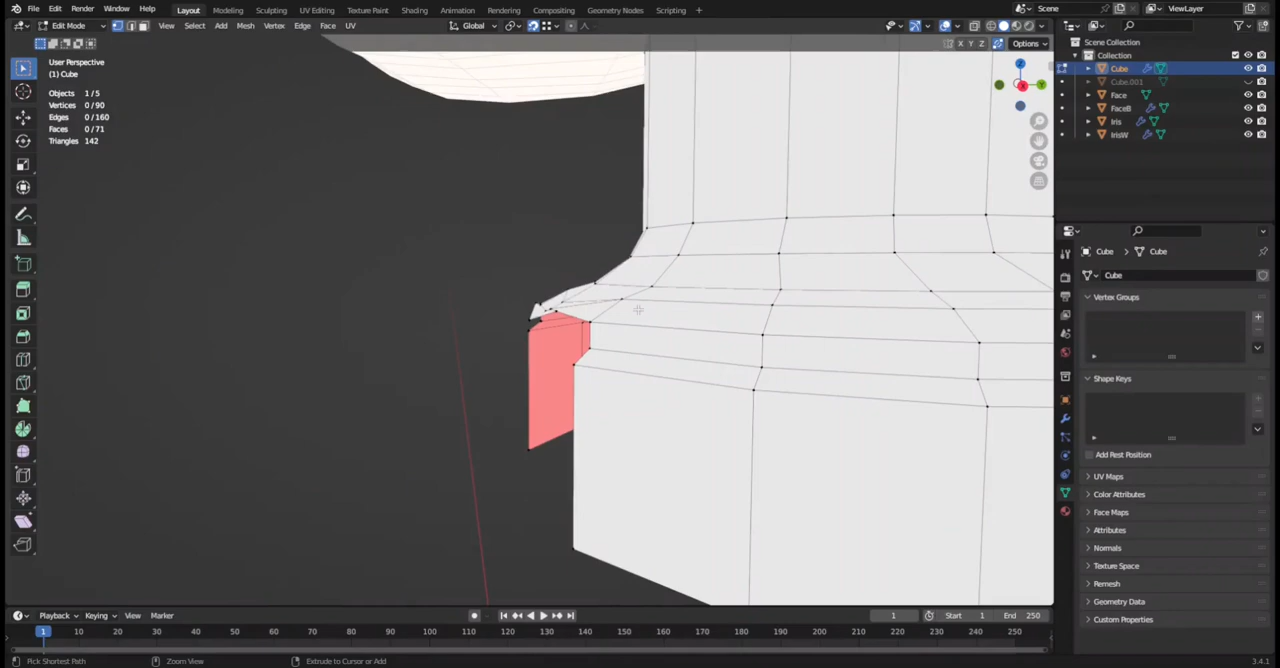 File Edit Render Window Help Layout Modeling Sculpting UV Editing Texture Paint Shading Animation Rendering Compositing Geometry Nodes Scripting + Scene ViewLayer
Edit Mode View Select Add Mesh Vertex Edge Face UV Global
X Y Z Options
User Perspective
(1) Cube
Objects 1/5
Vertices 0/90
Edges 0/160
Faces 0/71
Triangles 142
Z
Y
X
Scene Collection
Collection
Cube
Cube.001
Face
FaceB
Iris
IrisW
Cube > Cube
Cube
Vertex Groups
Shape Keys
Add Rest Position
UV Maps
Color Attributes
Face Maps
Attributes
Normals
Texture Space
Remesh
Geometry Data
Custom Properties
Playback Keying View Marker 1 Start 1 End 250
1 10 20 30 40 50 60 70 80 90 100 110 120 130 140 150 160 170 180 190 200 210 220 230 240 250
Pick Shortest Path Zoom View Extrude to Cursor or Add 3.4.1